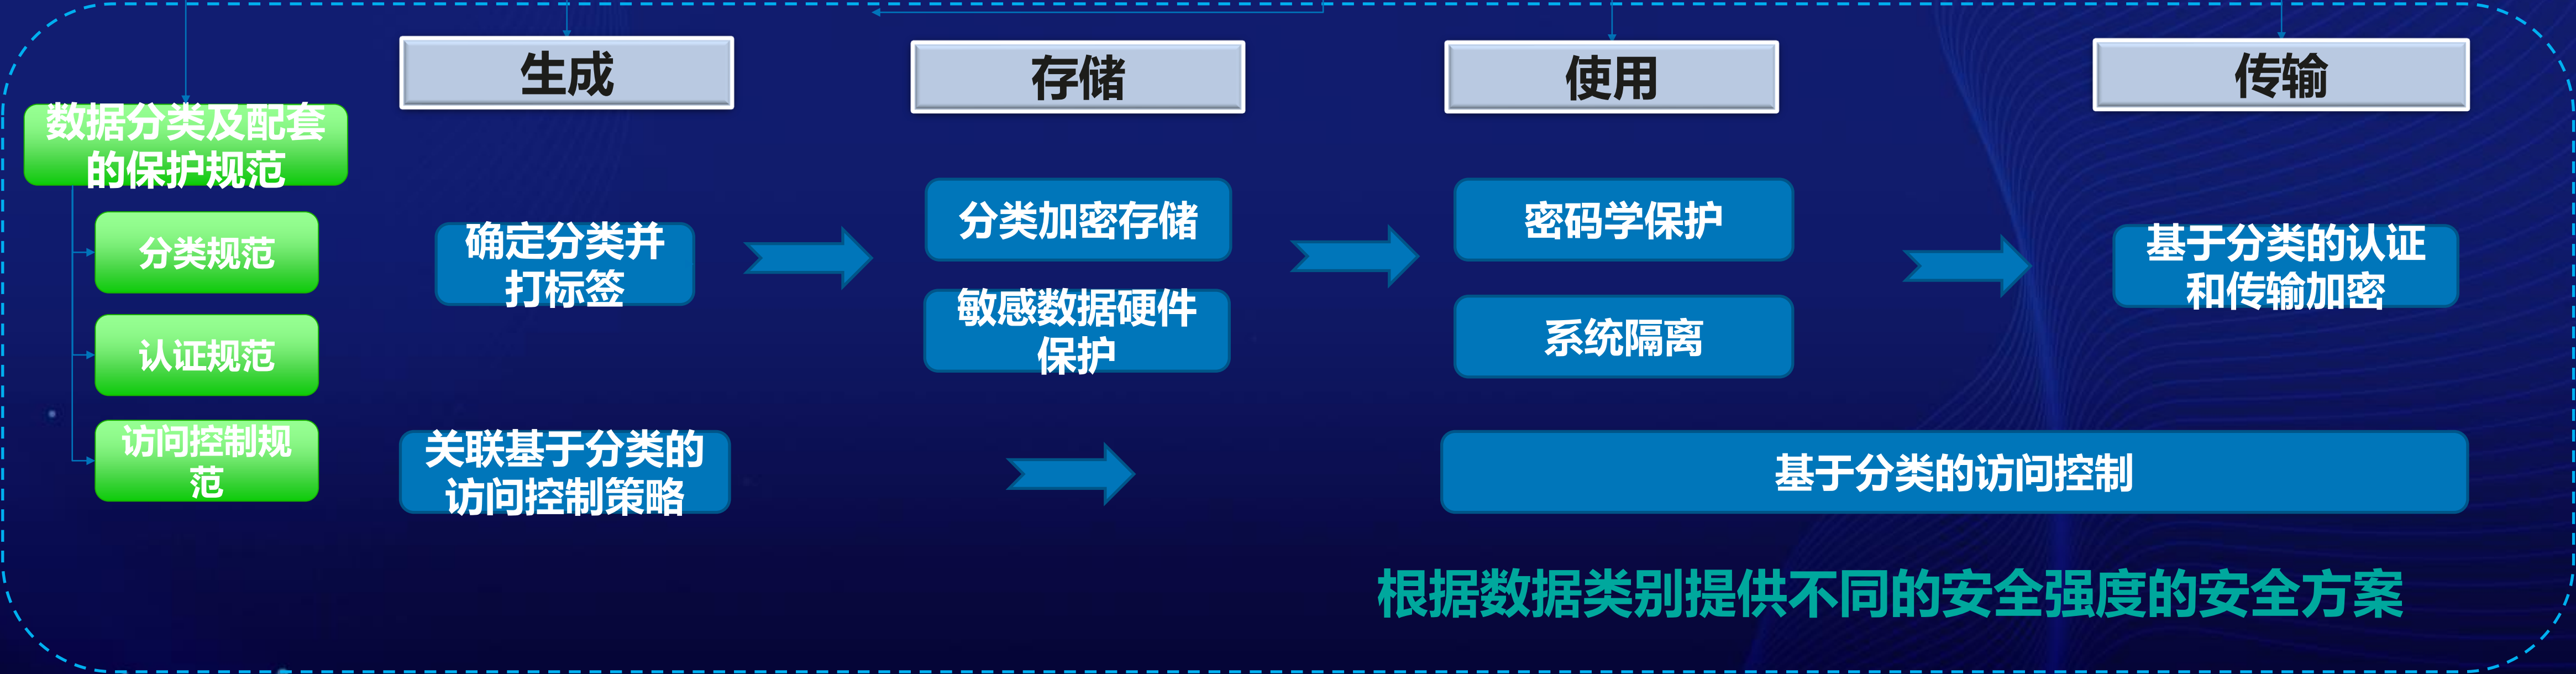 生成
存储
使用
传输
数据分类及配套
的保护规范
分类规范
认证规范
访问控制规
范
确定分类并
打标签
分类加密存储
敏感数据硬件
保护
密码学保护
系统隔离
基于分类的认证
和传输加密
关联基于分类的
访问控制策略
基于分类的访问控制
根据数据类别提供不同的安全强度的安全方案